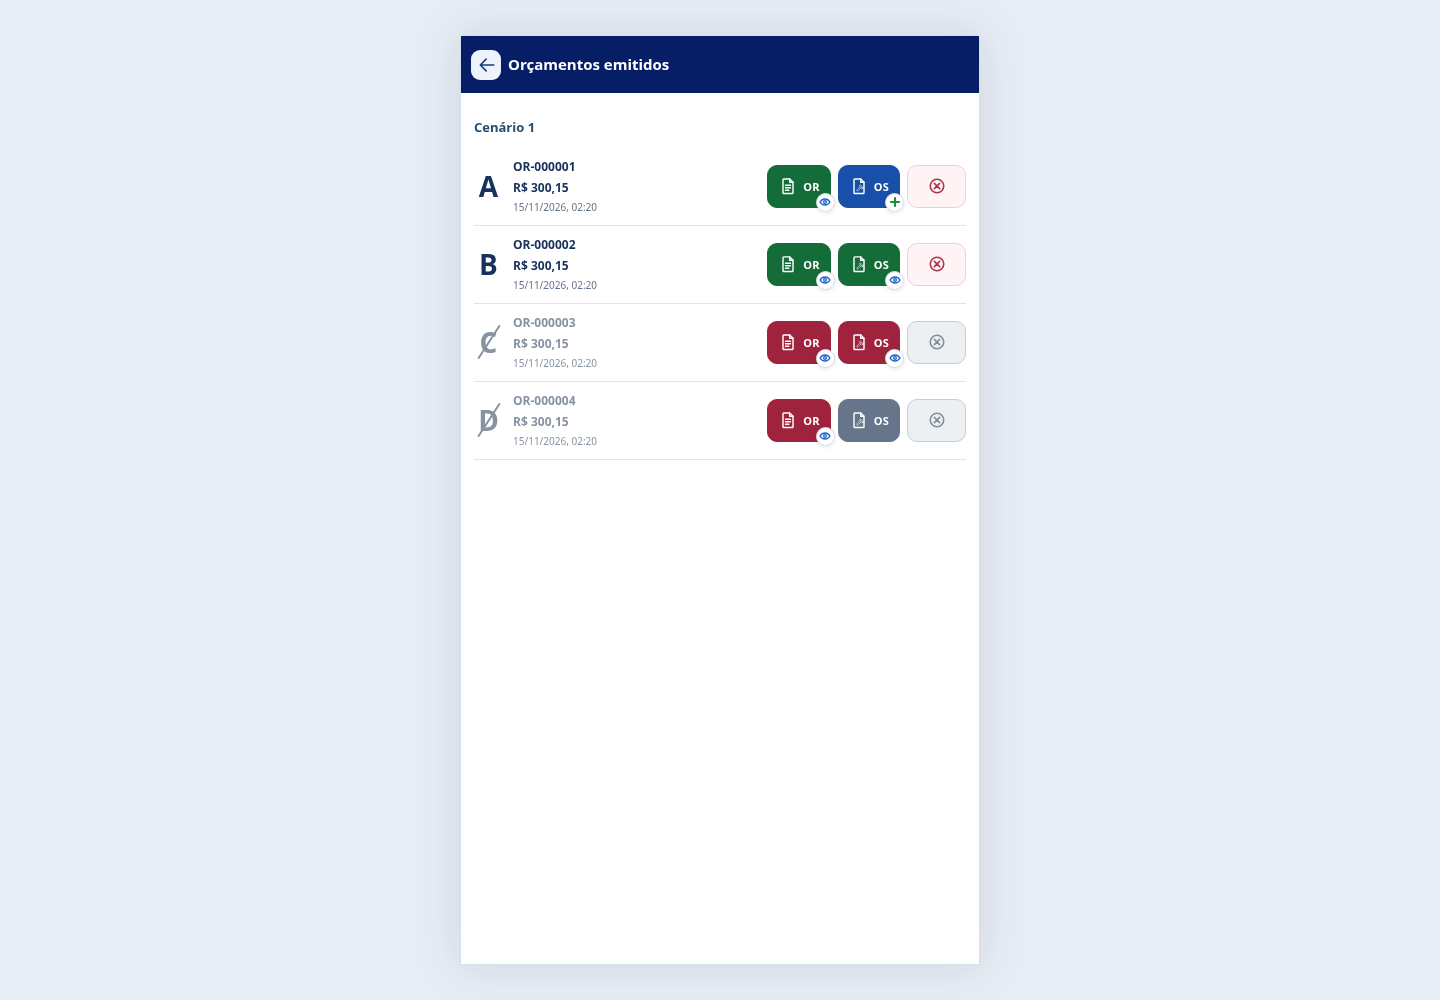 Orçamentos emitidos
Cenário 1
A
OR-000001
R$ 300,15
15/11/2026, 02:20
OR
OS
B
OR-000002
R$ 300,15
15/11/2026, 02:20
OR
OS
C
OR-000003
R$ 300,15
15/11/2026, 02:20
OR
OS
D
OR-000004
R$ 300,15
15/11/2026, 02:20
OR
OS